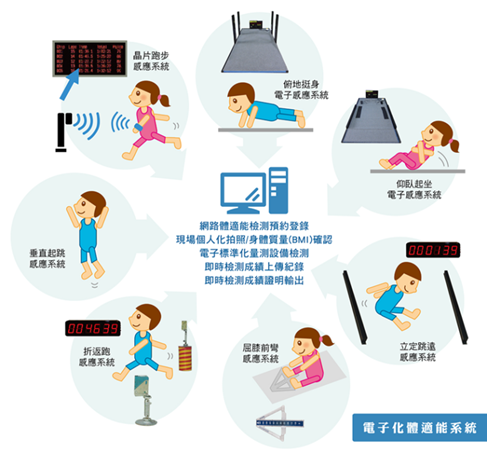 晶片跑步
感應系統
俯地挺身
電子感應系統
仰臥起坐
電子感應系統
垂直起跳
感應系統
網路體適能檢測預約登錄
現場個人化拍照/身體質量(BMI)確認
電子標準化量測設備檢測
即時檢測成績上傳紀錄
即時檢測成績證明輸出
000139
立定跳遠
感應系統
004639
折返跑
感應系統
屈膝前彎
感應系統
電子化體適能系統